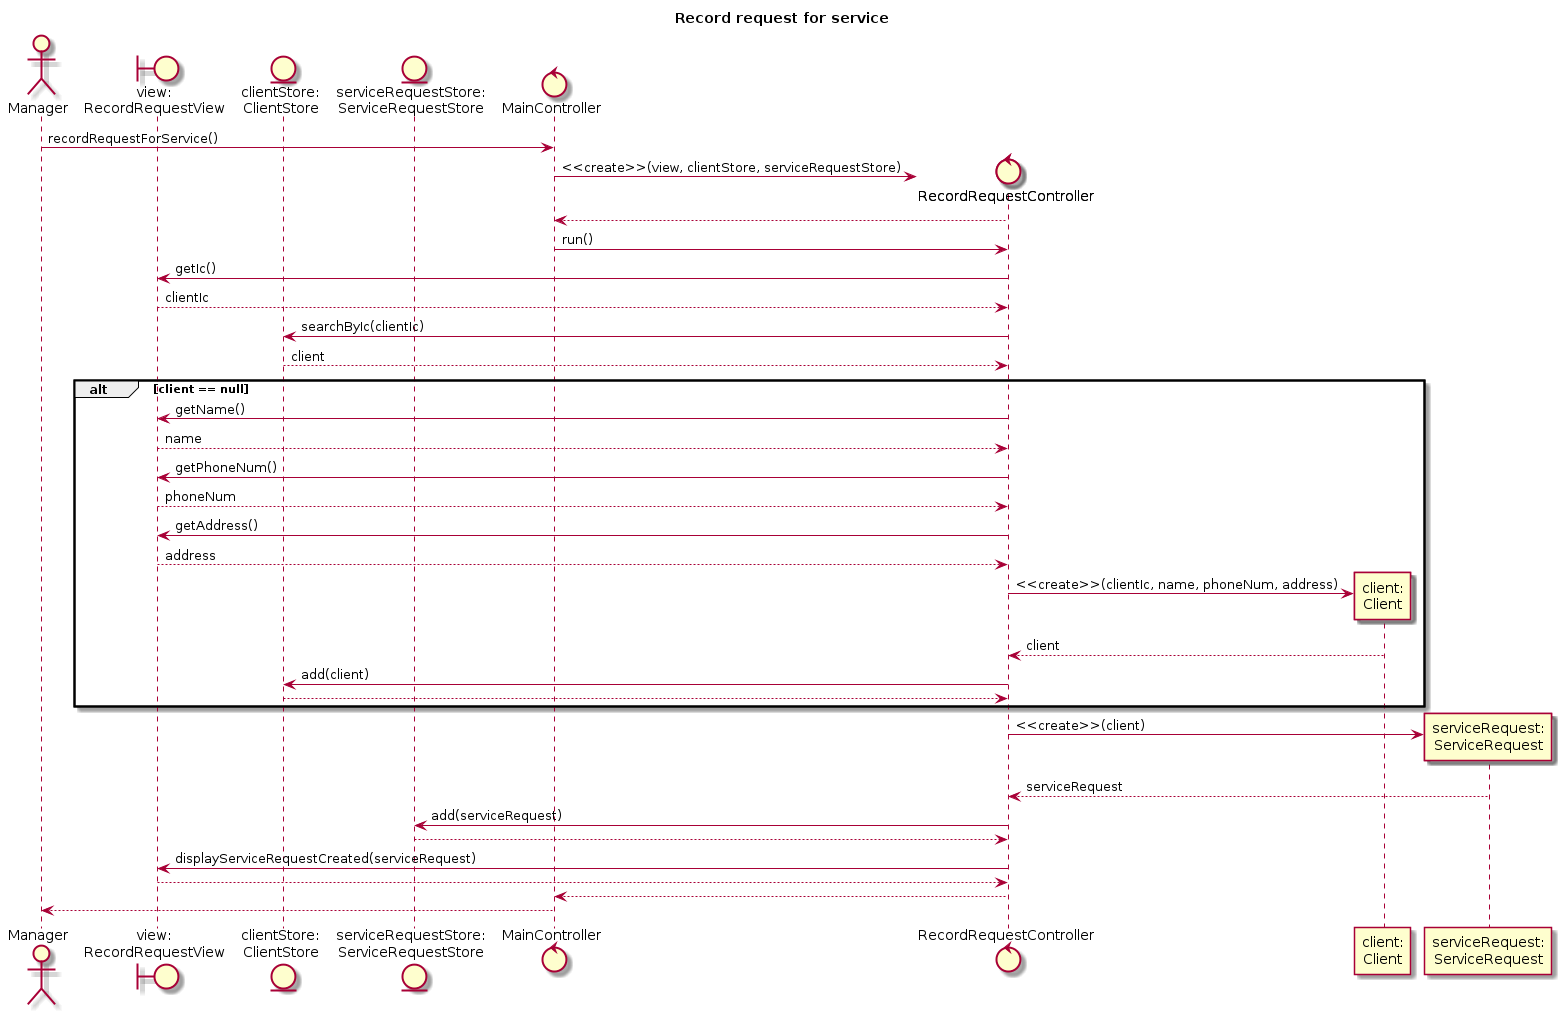 Record request for service
Manager
view:
RecordRequestView
clientStore:
ClientStore
serviceRequestStore:
ServiceRequestStore
MainController
recordRequestForService()
<<create>>(view, clientStore, serviceRequestStore)
RecordRequestController
run()
getIc()
clientIc
searchByIc(clientIc)
client
alt
[client == null]
getName()
name
getPhoneNum()
phoneNum
getAddress()
address
<<create>>(clientIc, name, phoneNum, address)
client:
Client
client
add(client)
<<create>>(client)
serviceRequest:
ServiceRequest
serviceRequest
add(serviceRequest)
displayServiceRequestCreated(serviceRequest)
Manager
view:
RecordRequestView
clientStore:
ClientStore
serviceRequestStore:
ServiceRequestStore
MainController
RecordRequestController
client:
Client
serviceRequest:
ServiceRequest